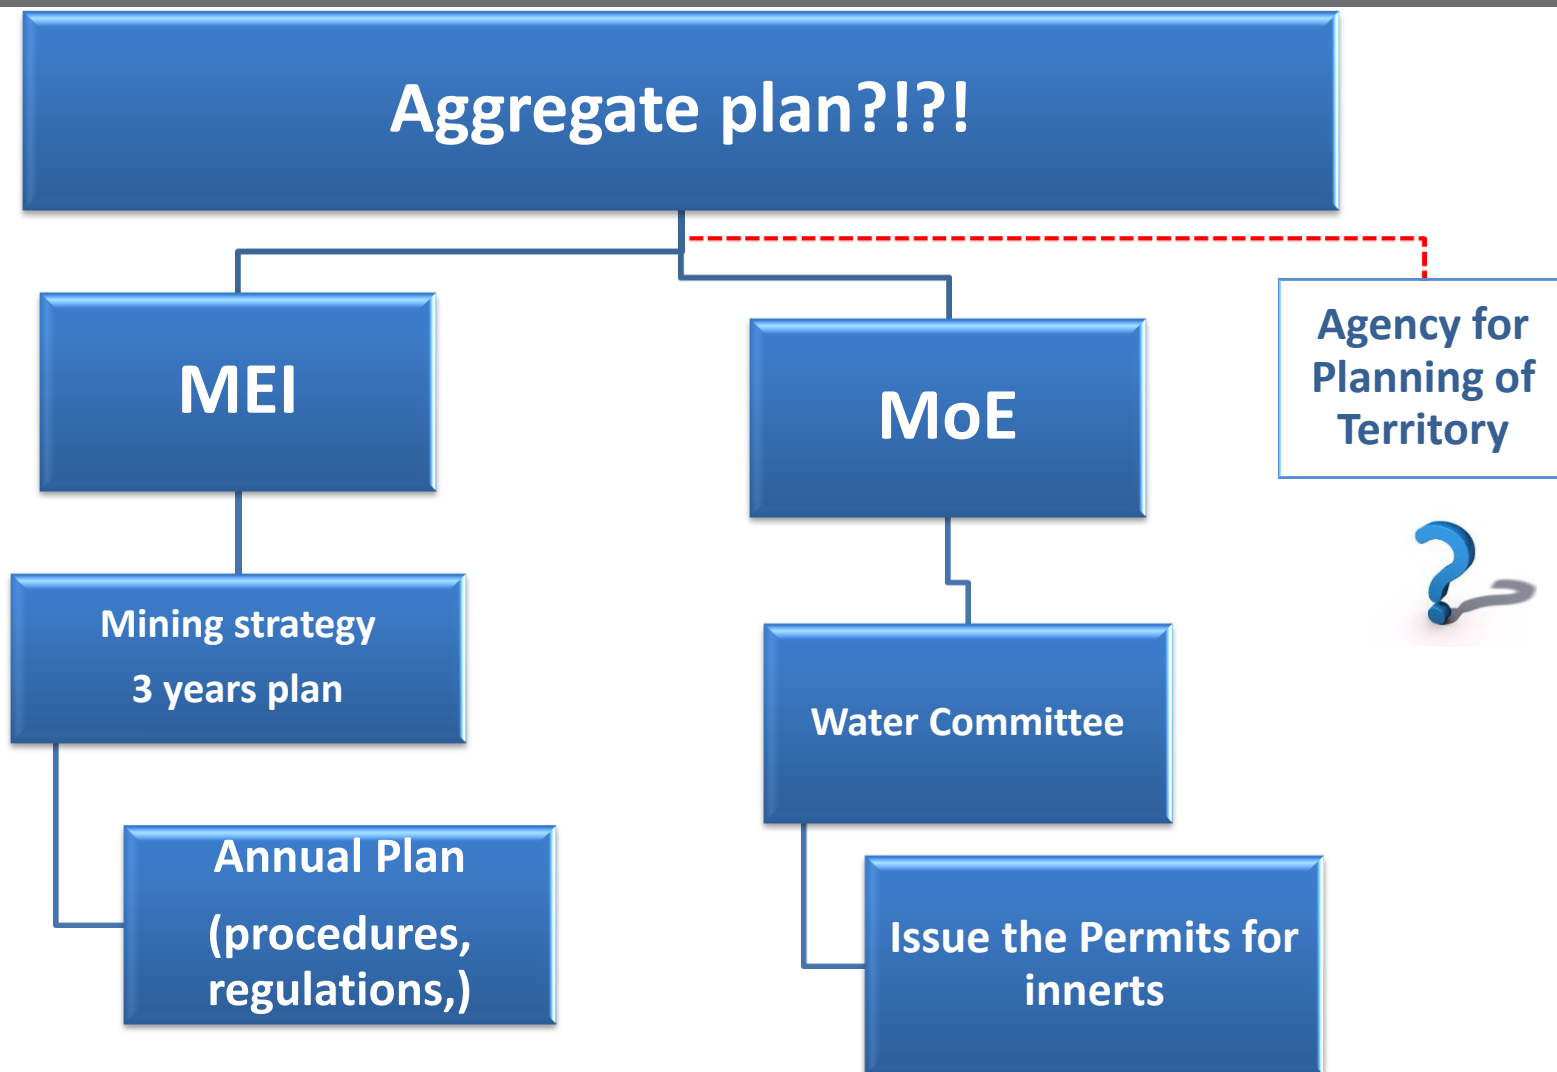 Aggregate plan?!?!
MEI
MoE
Agency for
Planning of
Territory
Mining strategy
3 years plan
Water Committee
Annual Plan
(procedures,
regulations,)
Issue the Permits for
innerts